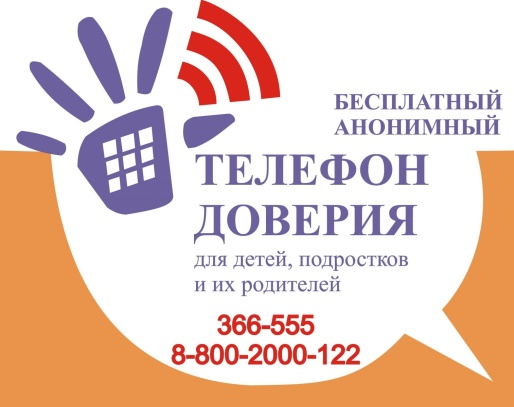 БЕСПЛАТНЫЙ
АНОНИМНЫЙ
ТЕЛЕФОН
ДОВЕРИЯ
для детей, подростков
и их родителей
366-555
8-800-2000-122